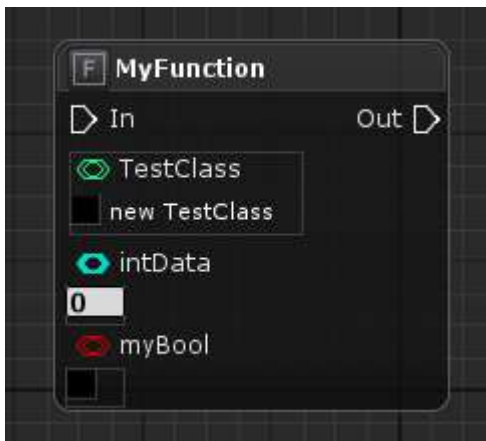 F MyFunction
In Out
TestClass
new TestClass
intData
0
myBool